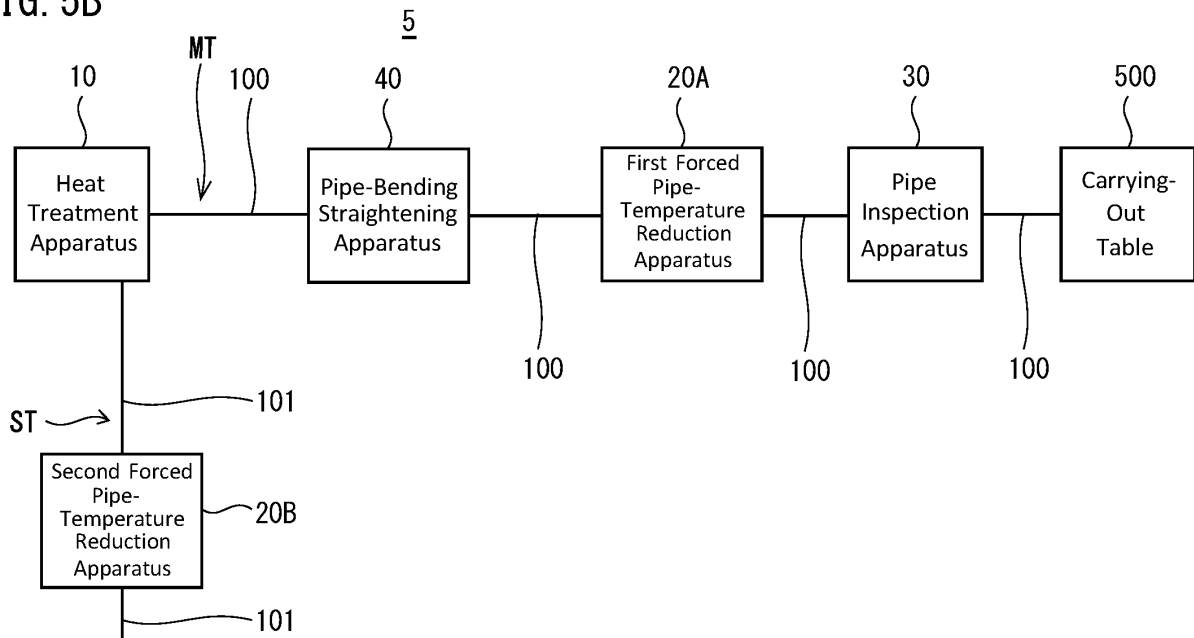 FIG. 5B
5
MT
10
100
40
20A
30
500
Heat
Treatment
Apparatus
Pipe-Bending
Straightening
Apparatus
First Forced
Pipe-
Temperature
Reduction
Apparatus
Pipe
Inspection
Apparatus
Carrying-
Out
Table
100
100
100
101
ST
Second Forced
Pipe-
Temperature
Reduction
Apparatus
20B
101